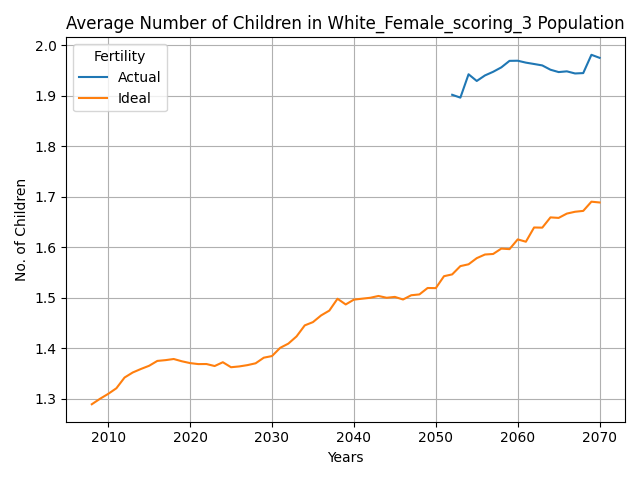 Average Number of Children in White_Female_scoring_3 Population
Fertility
Actual
Ideal
2.0
1.9
1.8
1.7
1.6
1.5
1.4
1.3
No. of Children
2010 2020 2030 2040 2050 2060 2070
Years